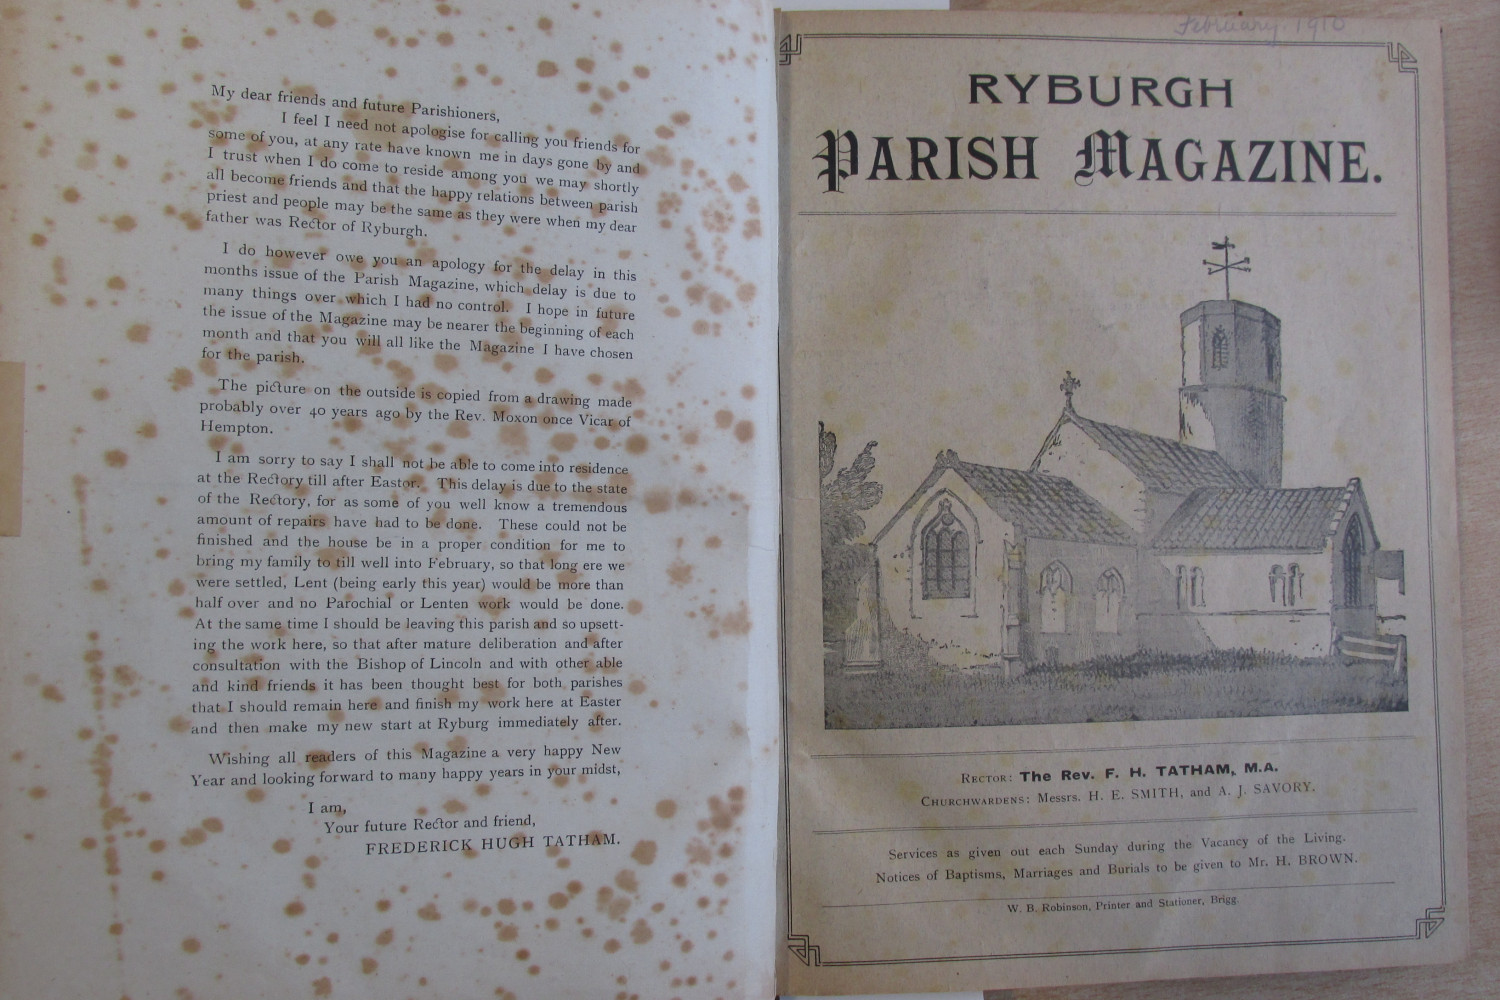 My dear friends and future Parishioners,
I feel I need not apologise for calling you friends for
some of you, at any rate have known me in days gone by and
I trust when I do come to reside among you we may shortly
all become friends and that the happy relations between parish
priest and people may be the same as they were when my dear
father was Rector of Ryburgh.
I do however owe you an apology for the delay in this
months issue of the Parish Magazine, which delay is due to
many things over which I had no control. I hope in future
the issue of the Magazine may be nearer the beginning of each
month and that you will all like the Magazine I have chosen
for the parish.
The picture on the outside is copied from a drawing made
probably over 40 years ago by the Rev. Moxon once Vicar of
Hempton.
I am sorry to say I shall not be able to come into residence
at the Rectory till after Eastor. This delay is due to the state
of the Rectory, for as some of you well know a tremendous
amount of repairs have had to be done. These could not be
finished and the house be in a proper condition for me to
bring my family to till well into February, so that long ere we
were settled, Lent (being early this year) would be more than
half over and no Parochial or Lenten work would be done.
At the same time I should be leaving this parish and so upsett-
ing the work here, so that after mature deliberation and after
consultation with the Bishop of Lincoln and with other able
and kind friends it has been thought best for both parishes
that I should remain here and finish my work here at Easter
and then make my new start at Ryburg immediately after.
Wishing all readers of this Magazine a very happy New
Year and looking forward to many happy years in your midst,
I am,
Your future Rector and friend,
FREDERICK HUGH TATHAM.
February. 1910
RYBURGH
PARISH MAGAZINE.
RECTOR: The Rev. F. H. TATHAM, M.A.
CHURCHWARDENS: Messrs. H. E. SMITH, and A. J. SAVORY.
Services as given out each Sunday during the Vacancy of the Living.
Notices of Baptisms, Marriages and Burials to be given to Mr. H. BROWN.
W. B. Robinson, Printer and Stationer, Brigg.